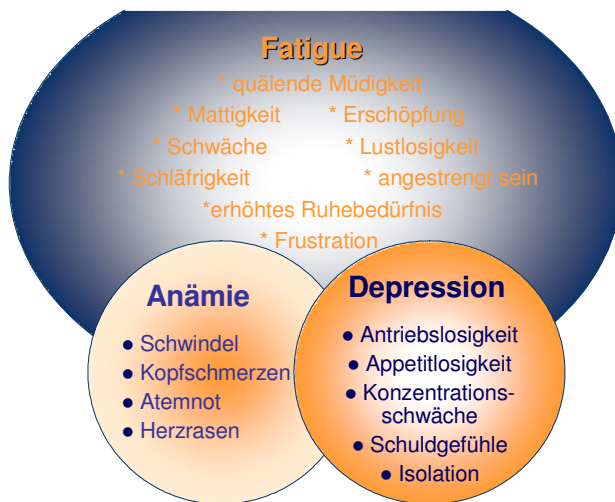 Fatigue
* quälende Müdigkeit
* Mattigkeit * Erschöpfung
* Schwäche * Lustlosigkeit
* Schläfrigkeit * angestrengt sein
*erhöhtes Ruhebedürfnis
* Frustration
Anämie
● Schwindel
● Kopfschmerzen
● Atemnot
● Herzrasen
Depression
● Antriebslosigkeit
● Appetitlosigkeit
● Konzentrations-
schwäche
● Schuldgefühle
● Isolation